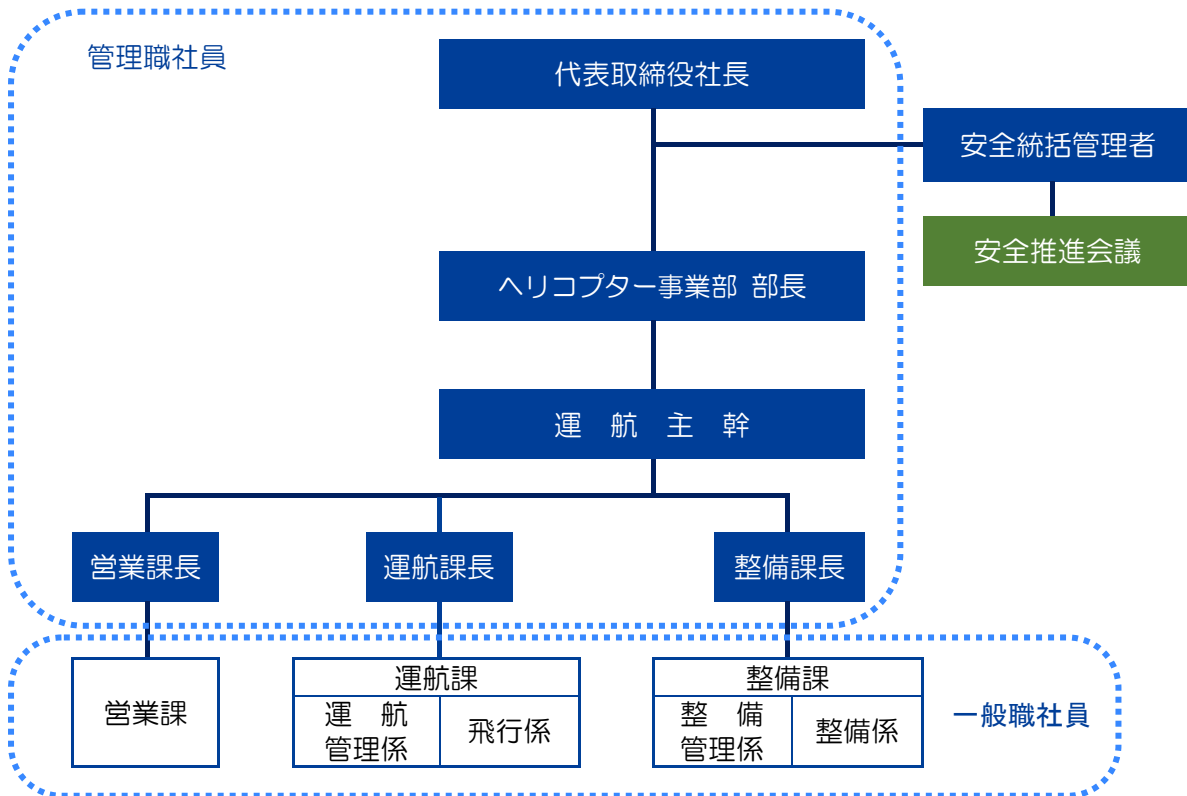 管理職社員
代表取締役社長
安全統括管理者
安全推進会議
ヘリコプター事業部 部長
運 航 主 幹
営業課長
運航課長
整備課長
営業課
運航課
運 航
管理係
飛行係
整備課
整 備
管理係
整備係
一般職社員